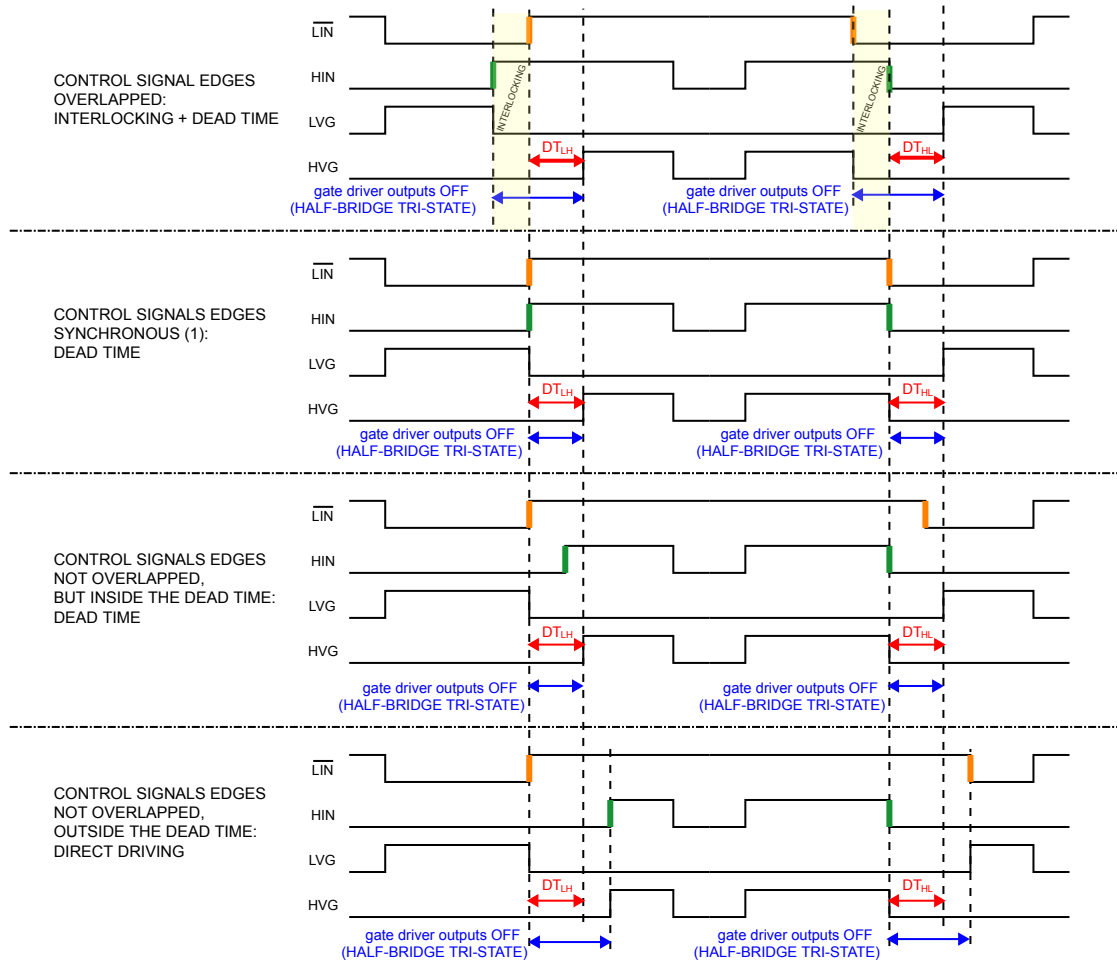 LIN
CONTROL SIGNAL EDGES
OVERLAPPED:
INTERLOCKING + DEAD TIME
HIN
INTERLOCKING
INTERLOCKING
LVG
DTLH
DTHL
HVG
gate driver outputs OFF
(HALF-BRIDGE TRI-STATE)
gate driver outputs OFF
(HALF-BRIDGE TRI-STATE)
LIN
CONTROL SIGNALS EDGES
SYNCHRONOUS (1):
DEAD TIME
HIN
LVG
DTLH
DTHL
HVG
gate driver outputs OFF
(HALF-BRIDGE TRI-STATE)
gate driver outputs OFF
(HALF-BRIDGE TRI-STATE)
LIN
CONTROL SIGNALS EDGES
NOT OVERLAPPED,
BUT INSIDE THE DEAD TIME:
DEAD TIME
HIN
LVG
DTLH
DTHL
HVG
gate driver outputs OFF
(HALF-BRIDGE TRI-STATE)
gate driver outputs OFF
(HALF-BRIDGE TRI-STATE)
LIN
CONTROL SIGNALS EDGES
NOT OVERLAPPED,
OUTSIDE THE DEAD TIME:
DIRECT DRIVING
HIN
LVG
DTLH
DTHL
HVG
gate driver outputs OFF
(HALF-BRIDGE TRI-STATE)
gate driver outputs OFF
(HALF-BRIDGE TRI-STATE)